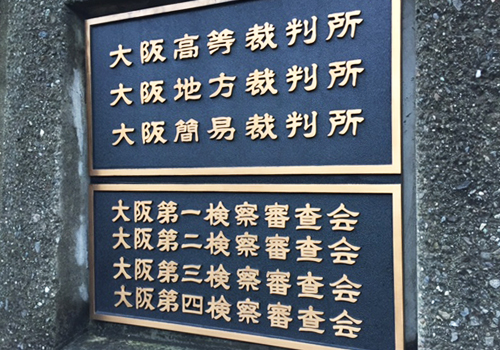 大阪高等裁判所
大阪地方裁判所
大阪簡易裁判所
大阪第一検察審査会
大阪第二検察審査会
大阪第三検察審査会
大阪第四検察審査会